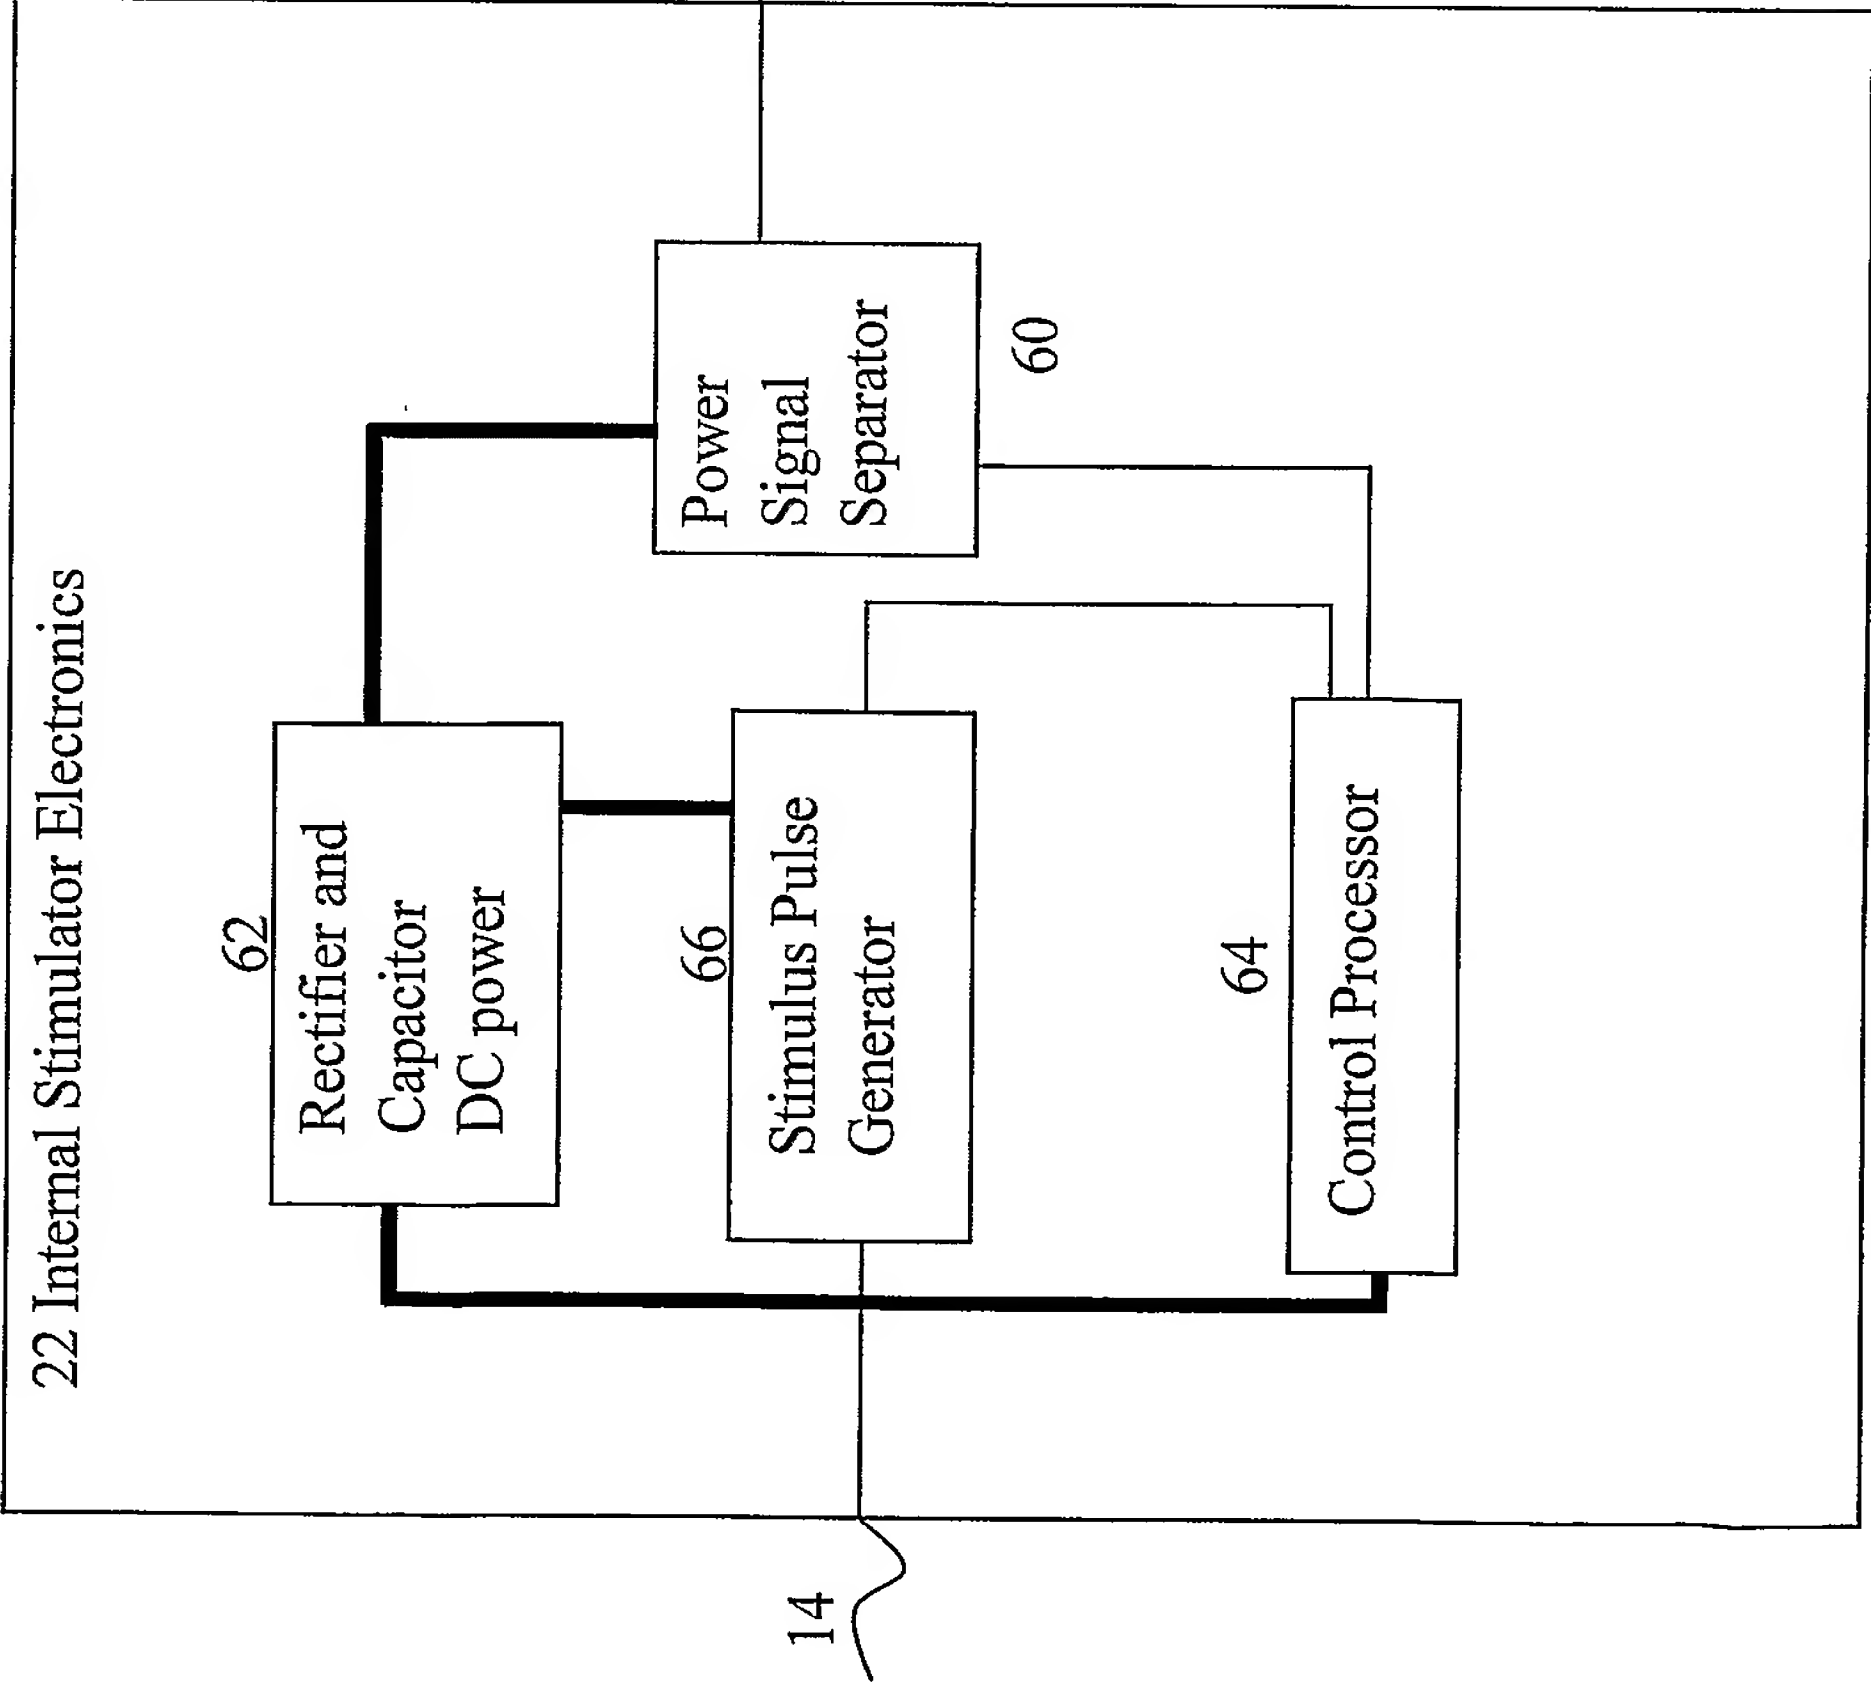 22 Internal Stimulator Electronics
62
Rectifier and
Capacitor
DC power
66
Stimulus Pulse
Generator
64
Control Processor
Power
Signal
Separator
60
14